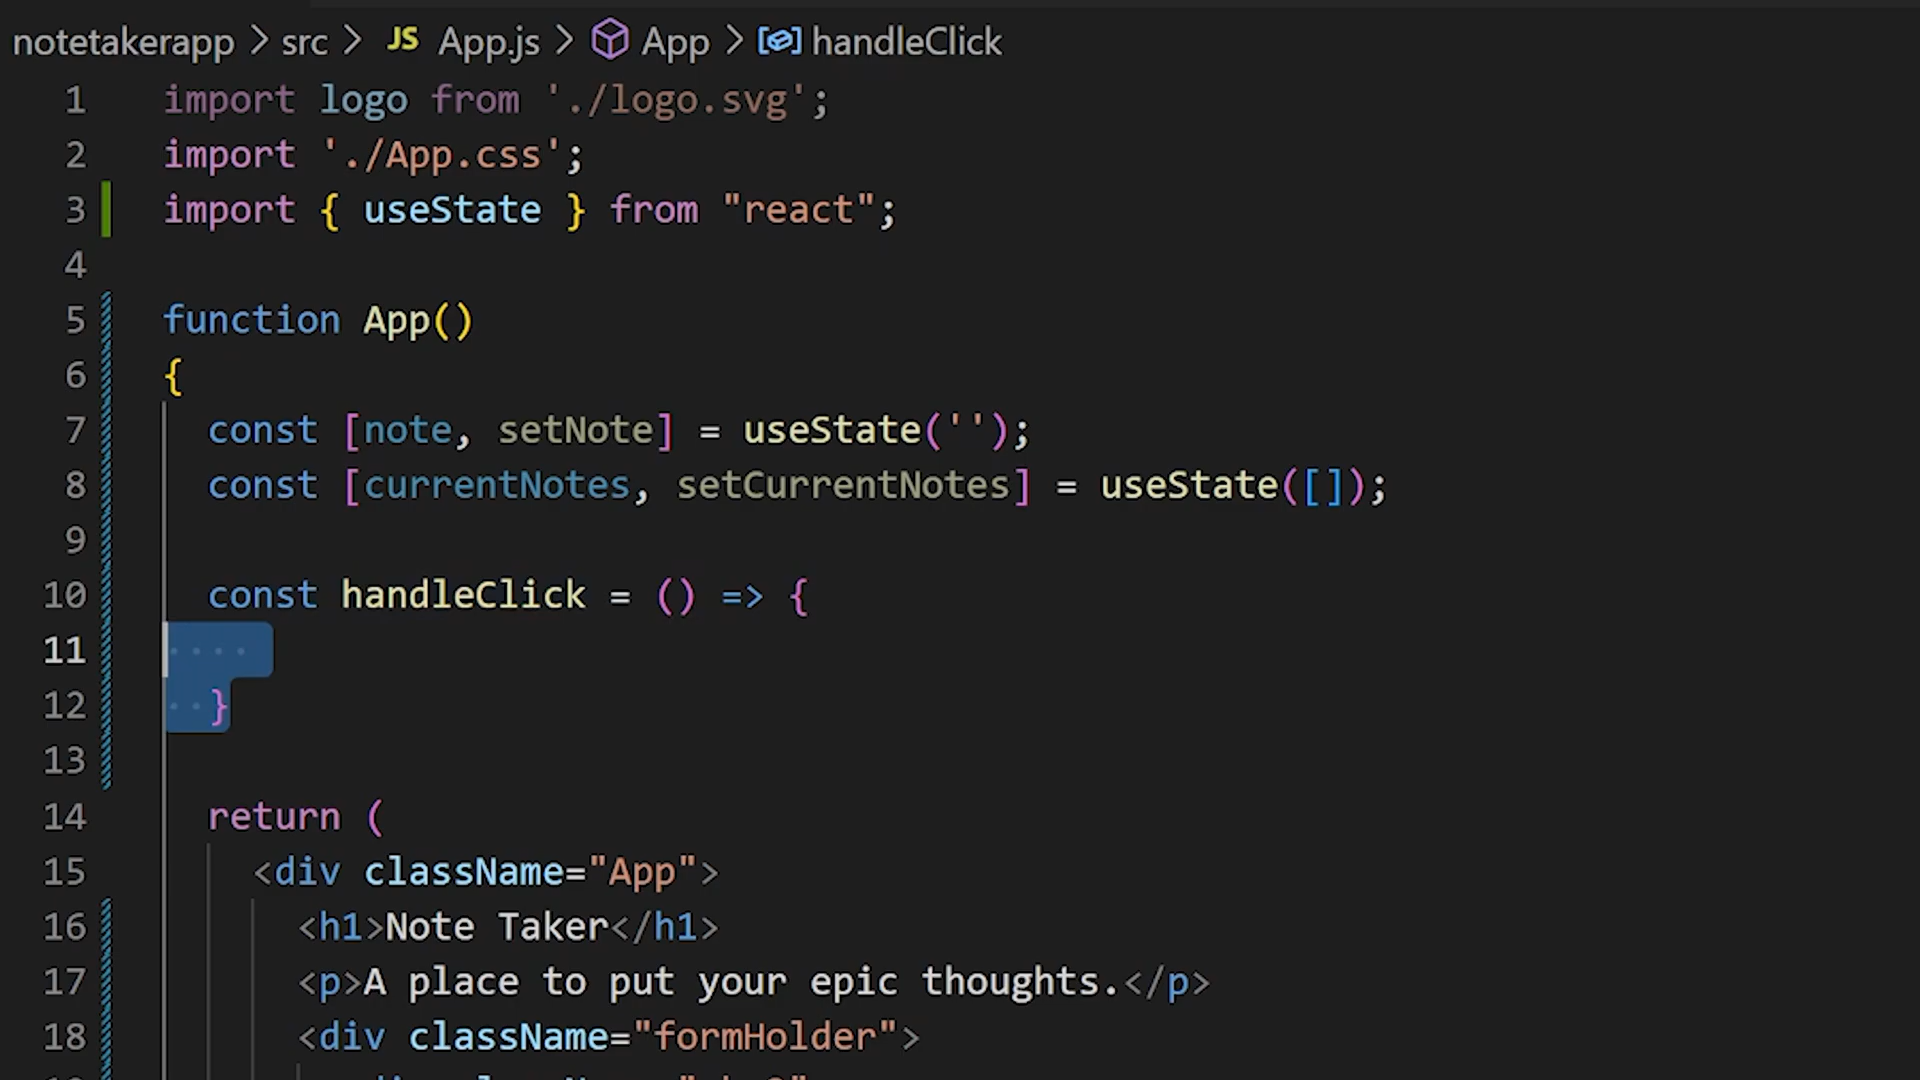 notetakerapp > src > JS App.js > App > handleClick
1 import logo from './logo.svg';
2 import './App.css';
3 import { useState } from "react";
4
5 function App()
6 {
7 const [note, setNote] = useState('');
8 const [currentNotes, setCurrentNotes] = useState([]);
9
10 const handleClick = () => {
11
12 }
13
14 return (
15 <div className="App">
16 <h1>Note Taker</h1>
17 <p>A place to put your epic thoughts.</p>
18 <div className="formHolder">